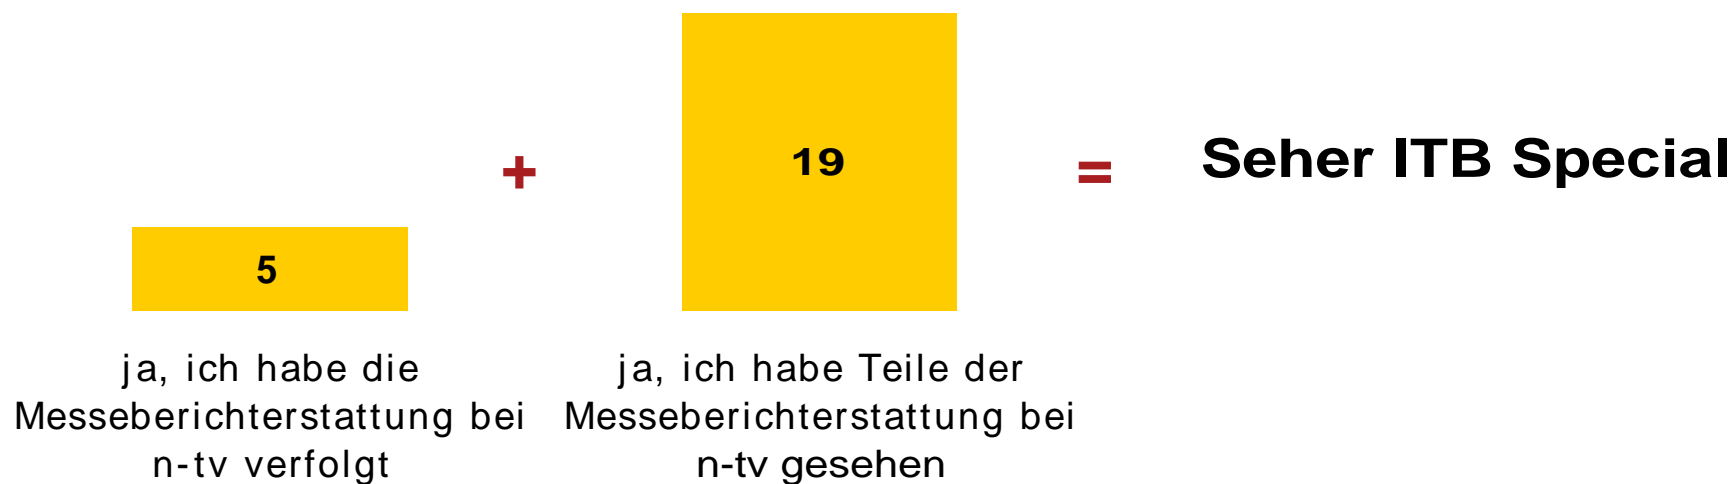 5
ja, ich habe die
Messeberichterstattung bei
n-tv verfolgt
+
19
ja, ich habe Teile der
Messeberichterstattung bei
n-tv gesehen
=
Seher ITB Special